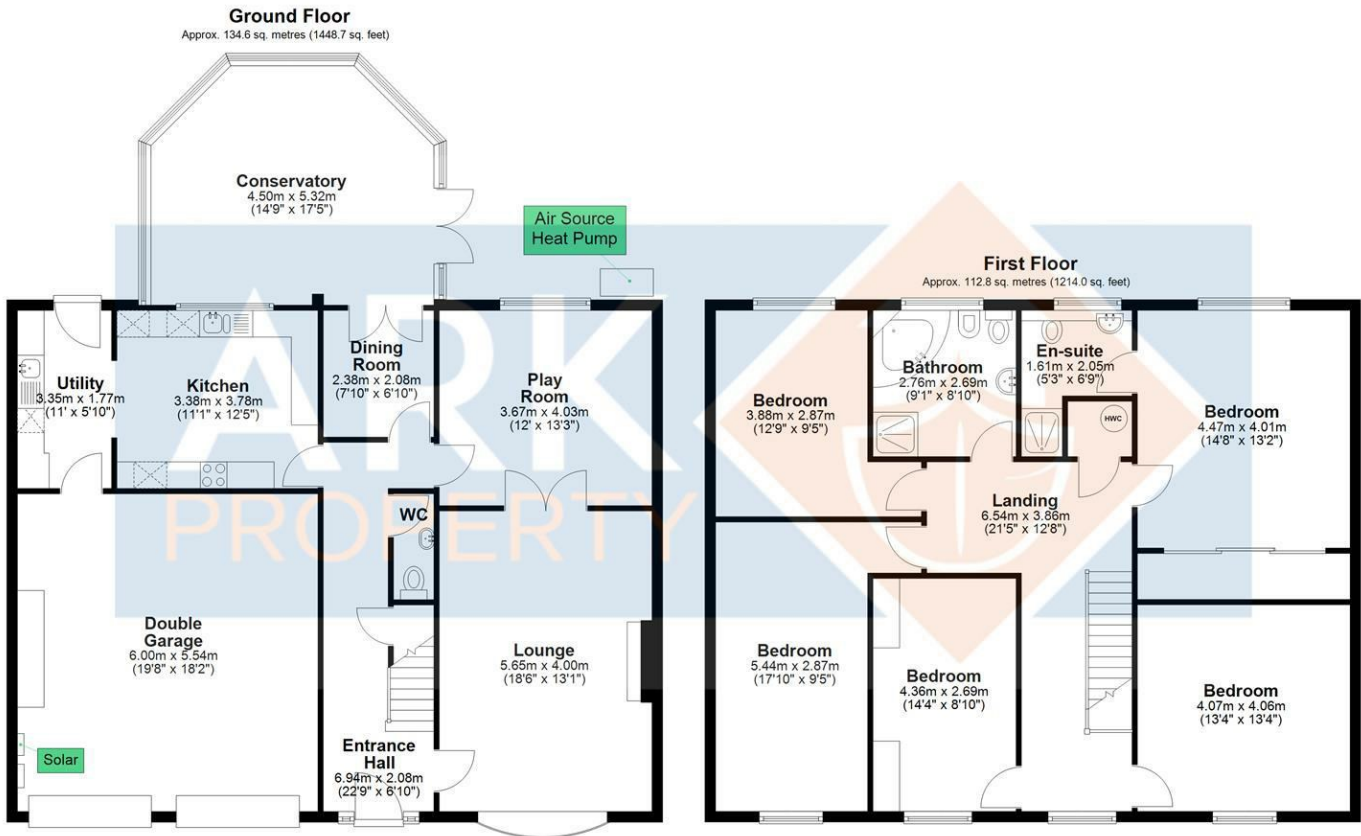 Ground Floor
Approx. 134.6 sq. metres (1448.7 sq. feet)
Conservatory
4.50m x 5.32m
(14'9" x 17'5")
Air Source
Heat Pump
Utility
3.35m x 1.77m
(11' x 5'10")
Kitchen
3.38m x 3.78m
(11'1" x 12'5")
Dining
Room
2.38m x 2.08m
(7'10" x 6'10")
Play
Room
3.67m x 4.03m
(12' x 13'3")
WC
Double
Garage
6.00m x 5.54m
(19'8" x 18'2")
Lounge
5.65m x 4.00m
(18'6" x 13'1")
Solar
Entrance
Hall
6.94m x 2.08m
(22'9" x 6'10")
First Floor
Approx. 112.8 sq. metres (1214.0 sq. feet)
Bedroom
3.88m x 2.87m
(12'9" x 9'5")
Bathroom
2.76m x 2.69m
(9'1" x 8'10")
En-suite
1.61m x 2.05m
(5'3" x 6'9")
HWC
Bedroom
4.47m x 4.01m
(14'8" x 13'2")
Landing
6.54m x 3.86m
(21'5" x 12'8")
Bedroom
5.44m x 2.87m
(17'10" x 9'5")
Bedroom
4.36m x 2.69m
(14'4" x 8'10")
Bedroom
4.07m x 4.06m
(13'4" x 13'4")
ARK
PROPERTY